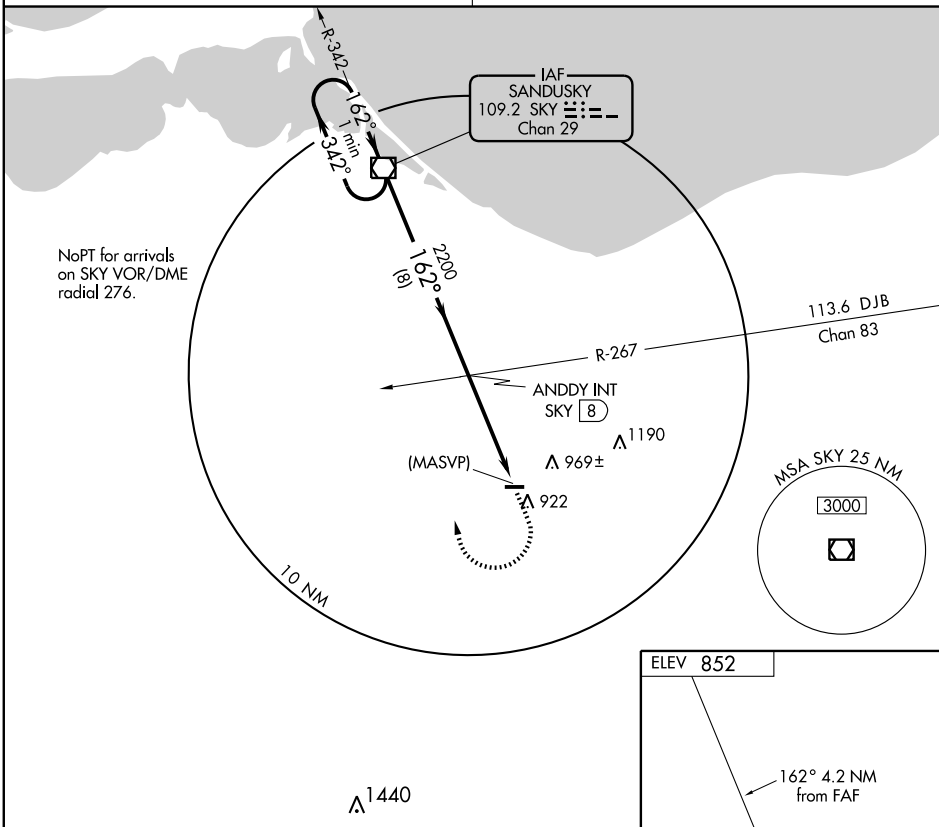 R-342
162°
1 min
342°
IAF
SANDUSKY
109.2 SKY
Chan 29
NoPT for arrivals
on SKY VOR/DME
radial 276.
2200
162°
(8)
113.6 DJB
Chan 83
R-267
ANDDY INT
SKY 8
1190
969±
(MASVP)
922
MSA SKY 25 NM
3000
10 NM
ELEV 852
162° 4.2 NM
from FAF
1440